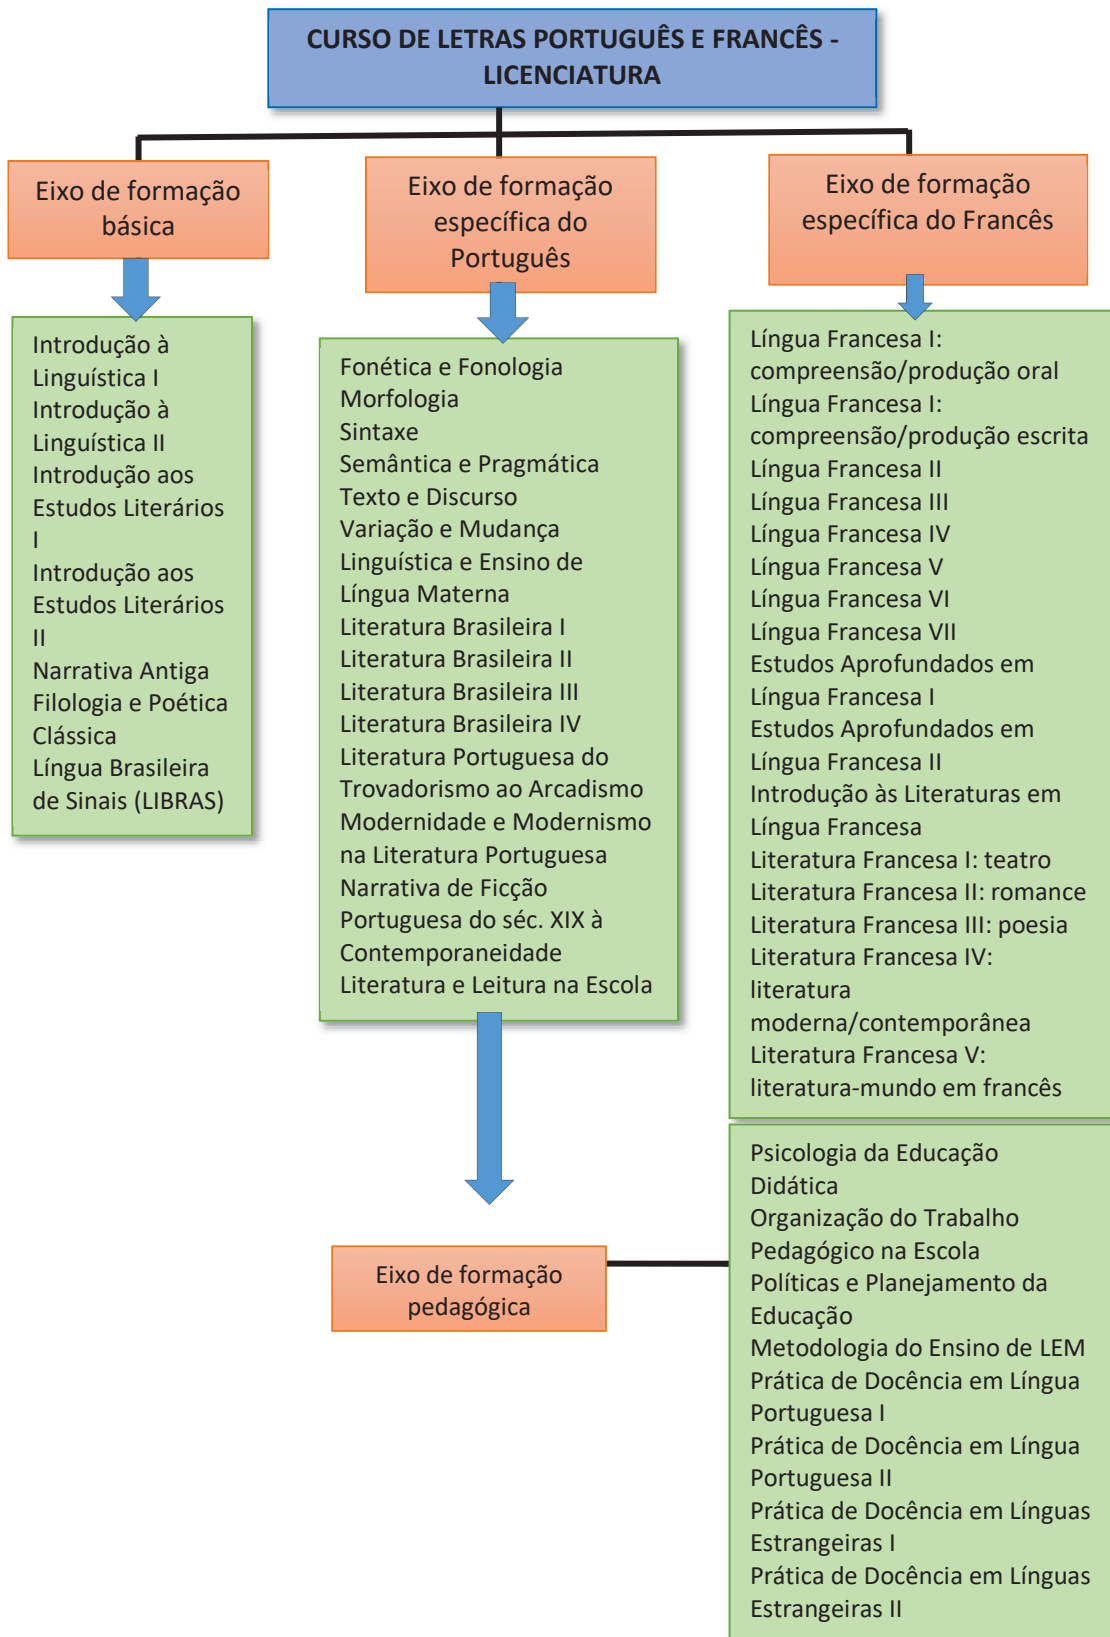 CURSO DE LETRAS PORTUGUÊS E FRANCÊS -
LICENCIATURA
Eixo de formação
básica
Eixo de formação
específica do
Português
Eixo de formação
específica do Francês
Introdução à
Linguística I
Introdução à
Linguística II
Introdução aos
Estudos Literários
I
Introdução aos
Estudos Literários
II
Narrativa Antiga
Filologia e Poética
Clássica
Língua Brasileira
de Sinais (LIBRAS)
Fonética e Fonologia
Morfologia
Sintaxe
Semântica e Pragmática
Texto e Discurso
Variação e Mudança
Linguística e Ensino de
Língua Materna
Literatura Brasileira I
Literatura Brasileira II
Literatura Brasileira III
Literatura Brasileira IV
Literatura Portuguesa do
Trovadorismo ao Arcadismo
Modernidade e Modernismo
na Literatura Portuguesa
Narrativa de Ficção
Portuguesa do séc. XIX à
Contemporaneidade
Literatura e Leitura na Escola
Língua Francesa I:
compreensão/produção oral
Língua Francesa I:
compreensão/produção escrita
Língua Francesa II
Língua Francesa III
Língua Francesa IV
Língua Francesa V
Língua Francesa VI
Língua Francesa VII
Estudos Aprofundados em
Língua Francesa I
Estudos Aprofundados em
Língua Francesa II
Introdução às Literaturas em
Língua Francesa
Literatura Francesa I: teatro
Literatura Francesa II: romance
Literatura Francesa III: poesia
Literatura Francesa IV:
literatura
moderna/contemporânea
Literatura Francesa V:
literatura-mundo em francês
Eixo de formação
pedagógica
Psicologia da Educação
Didática
Organização do Trabalho
Pedagógico na Escola
Políticas e Planejamento da
Educação
Metodologia do Ensino de LEM
Prática de Docência em Língua
Portuguesa I
Prática de Docência em Língua
Portuguesa II
Prática de Docência em Línguas
Estrangeiras I
Prática de Docência em Línguas
Estrangeiras II